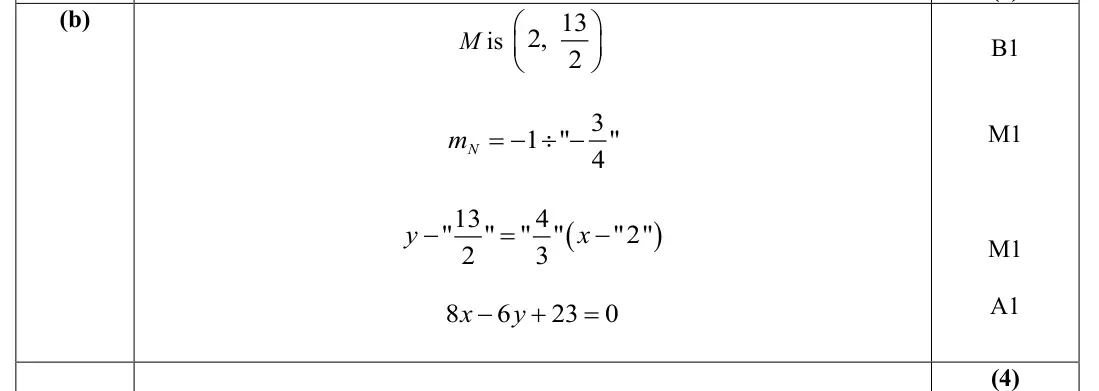 (b)
M is (2, 13/2) B1
m_N = −1 ÷ "−3/4" M1
y − "13/2" = "4/3"(x − "2") M1
8x − 6y + 23 = 0 A1
(4)